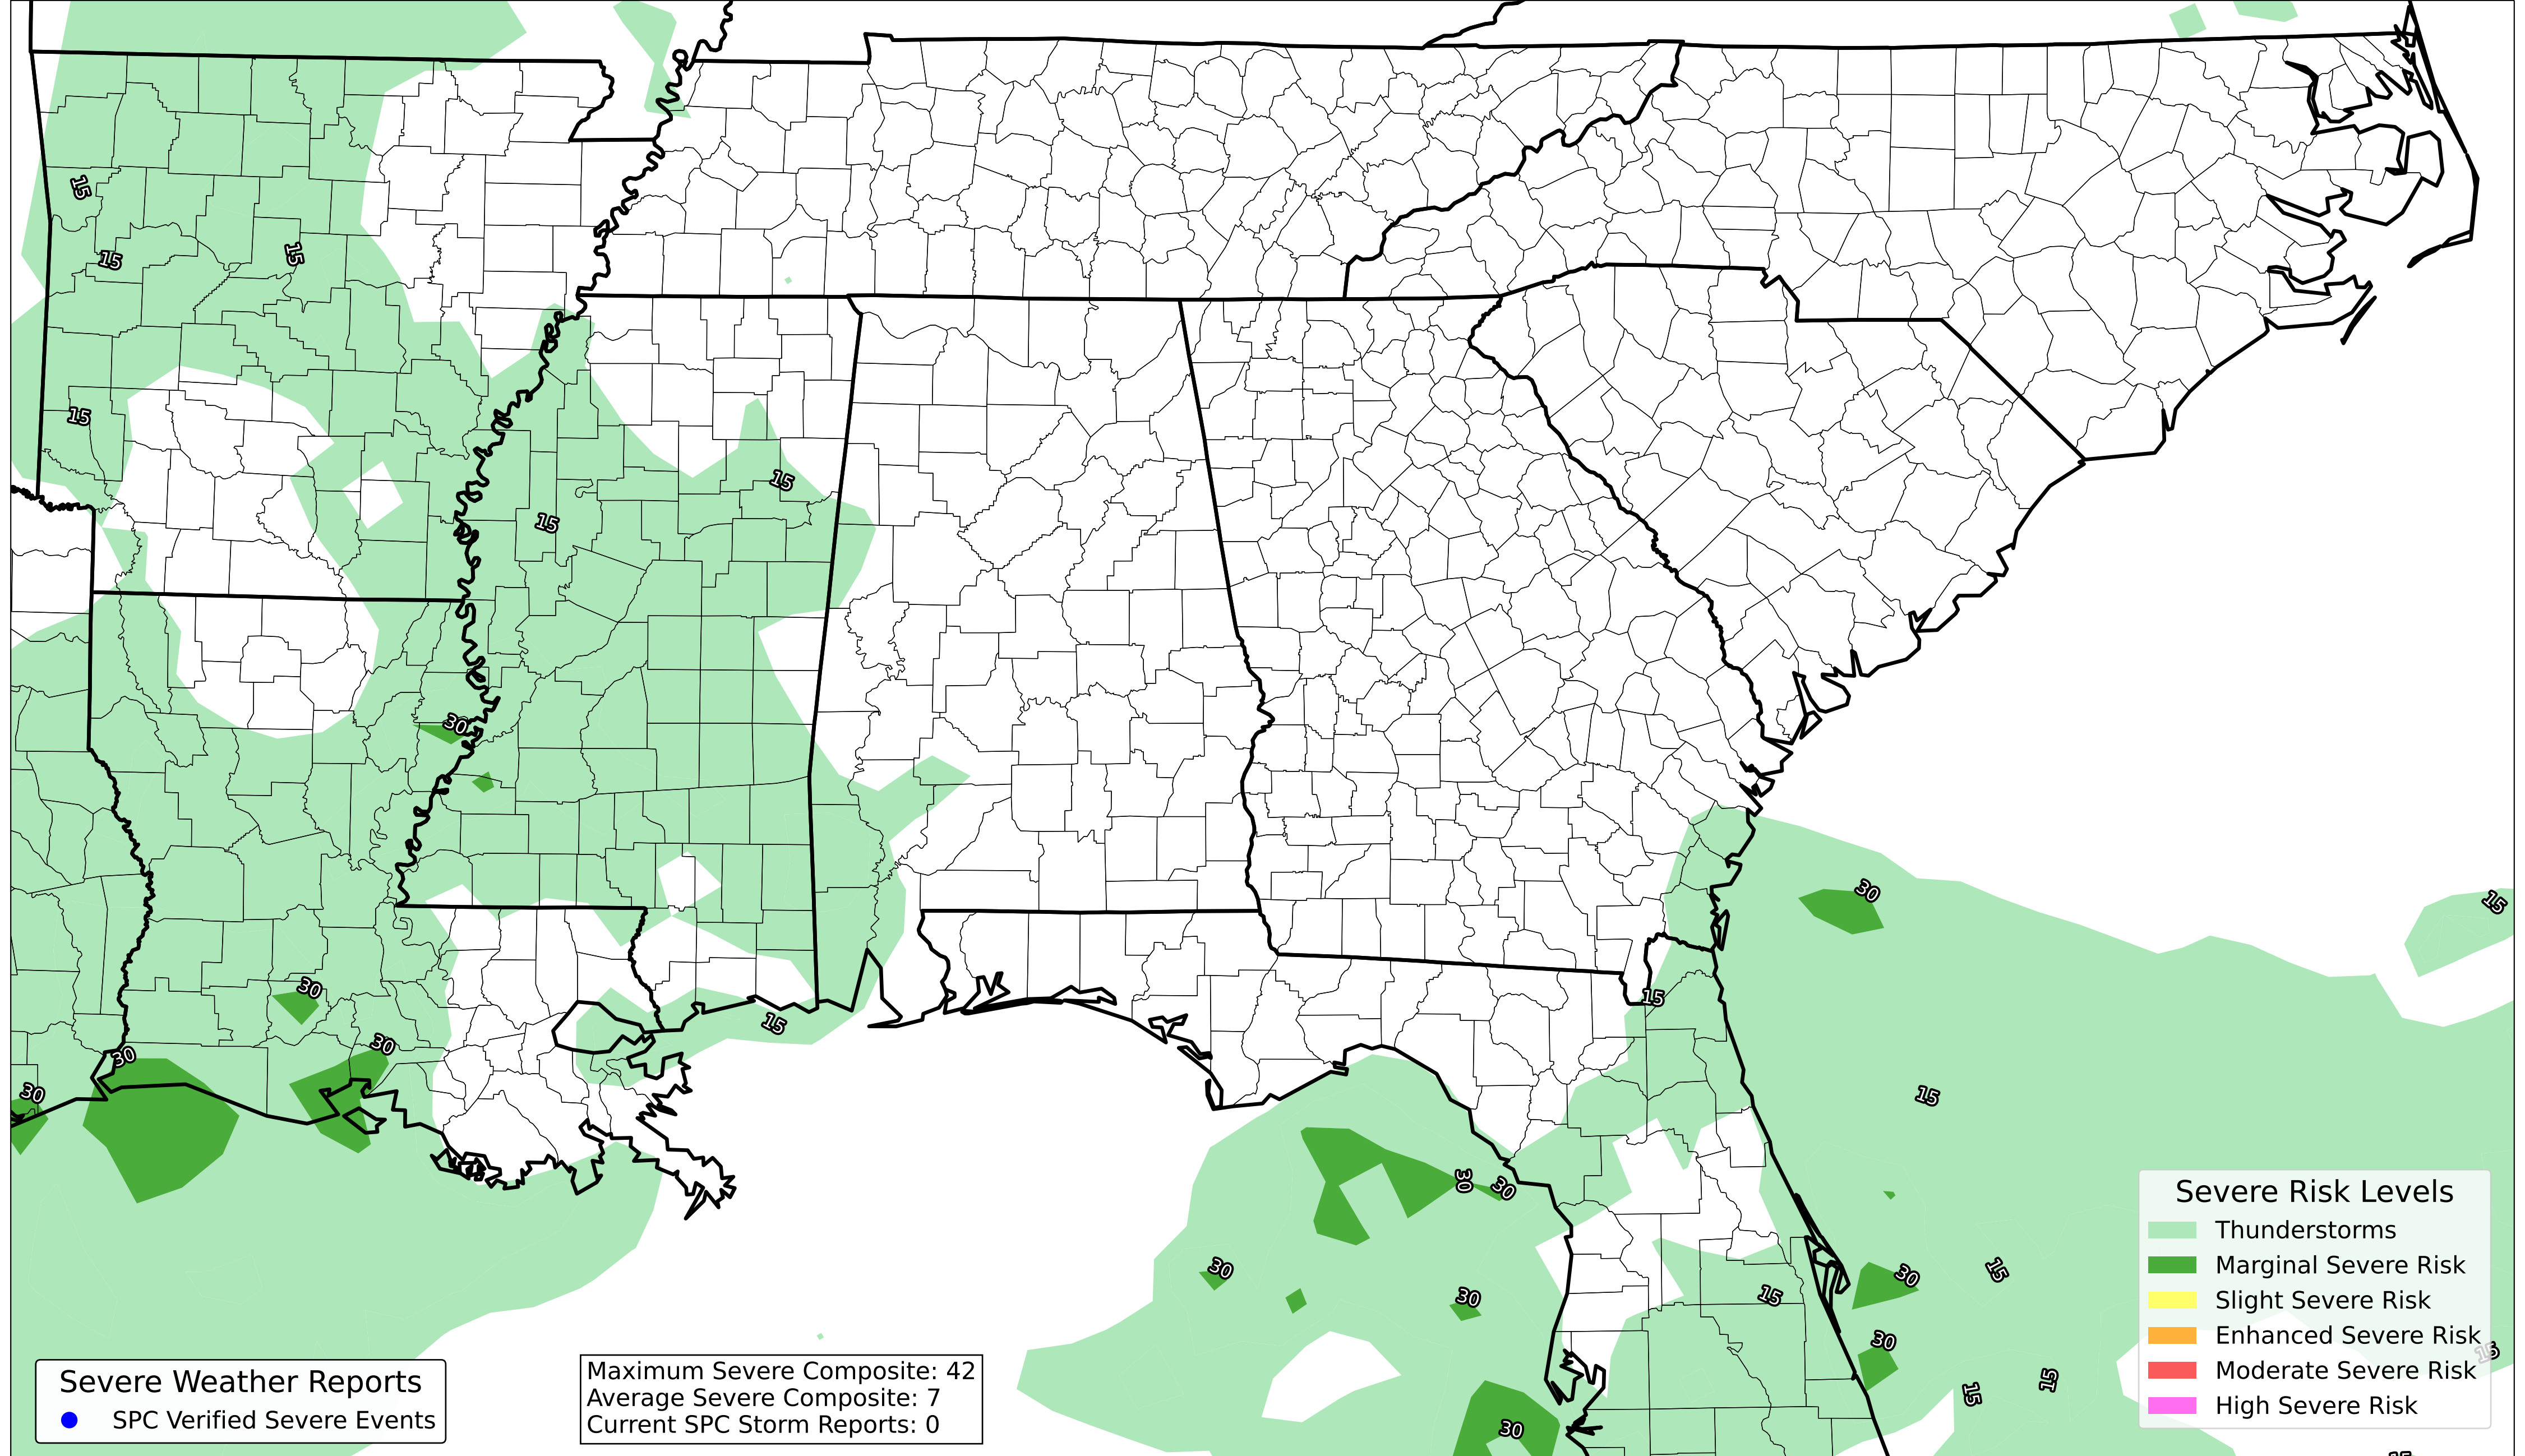 15
15
15
15
15
15
30
30
15
30
15
30
30
30
15
15
30
30
30
15
30
30
15
15
30
15
15
15
30
Severe Risk Levels
Thunderstorms
Marginal Severe Risk
Slight Severe Risk
Enhanced Severe Risk
Moderate Severe Risk
High Severe Risk
Severe Weather Reports
SPC Verified Severe Events
Maximum Severe Composite: 42
Average Severe Composite: 7
Current SPC Storm Reports: 0